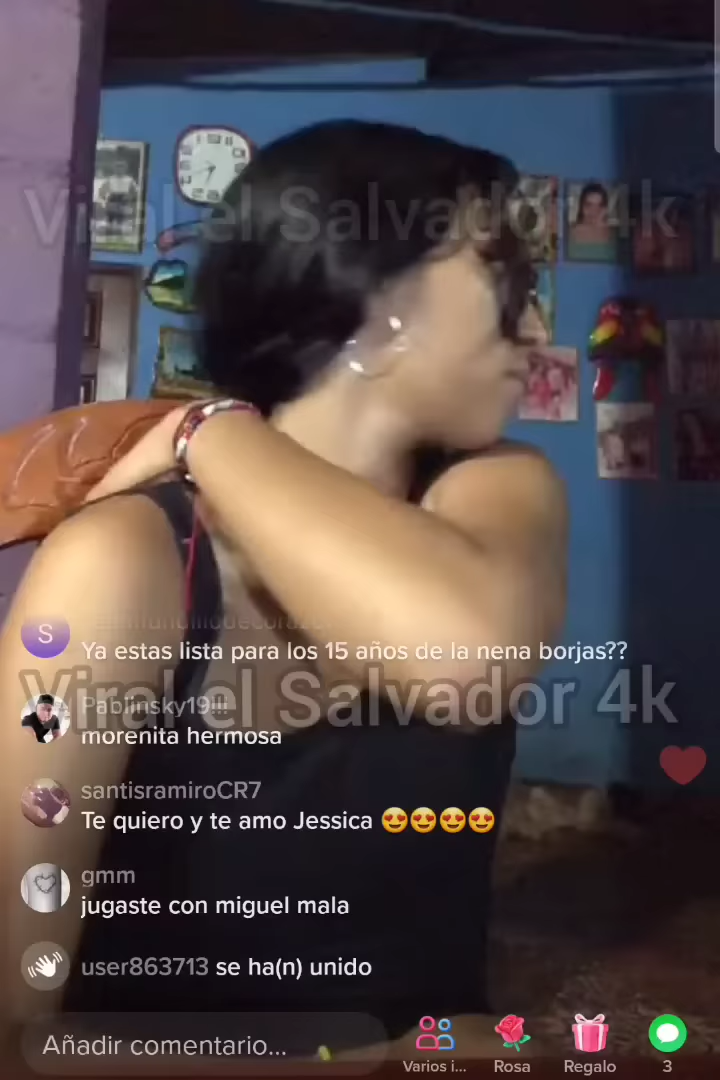 Viral el Salvador 4k
Ya estas lista para los 15 años de la nena borjas??
Viral el Salvador 4k
Pablinsky19!!!
morenita hermosa
santisramiroCR7
Te quiero y te amo Jessica 😍😍😍😍
gmm
jugaste con miguel mala
user863713 se ha(n) unido
Añadir comentario...
Varios i...
Rosa
Regalo
3
S